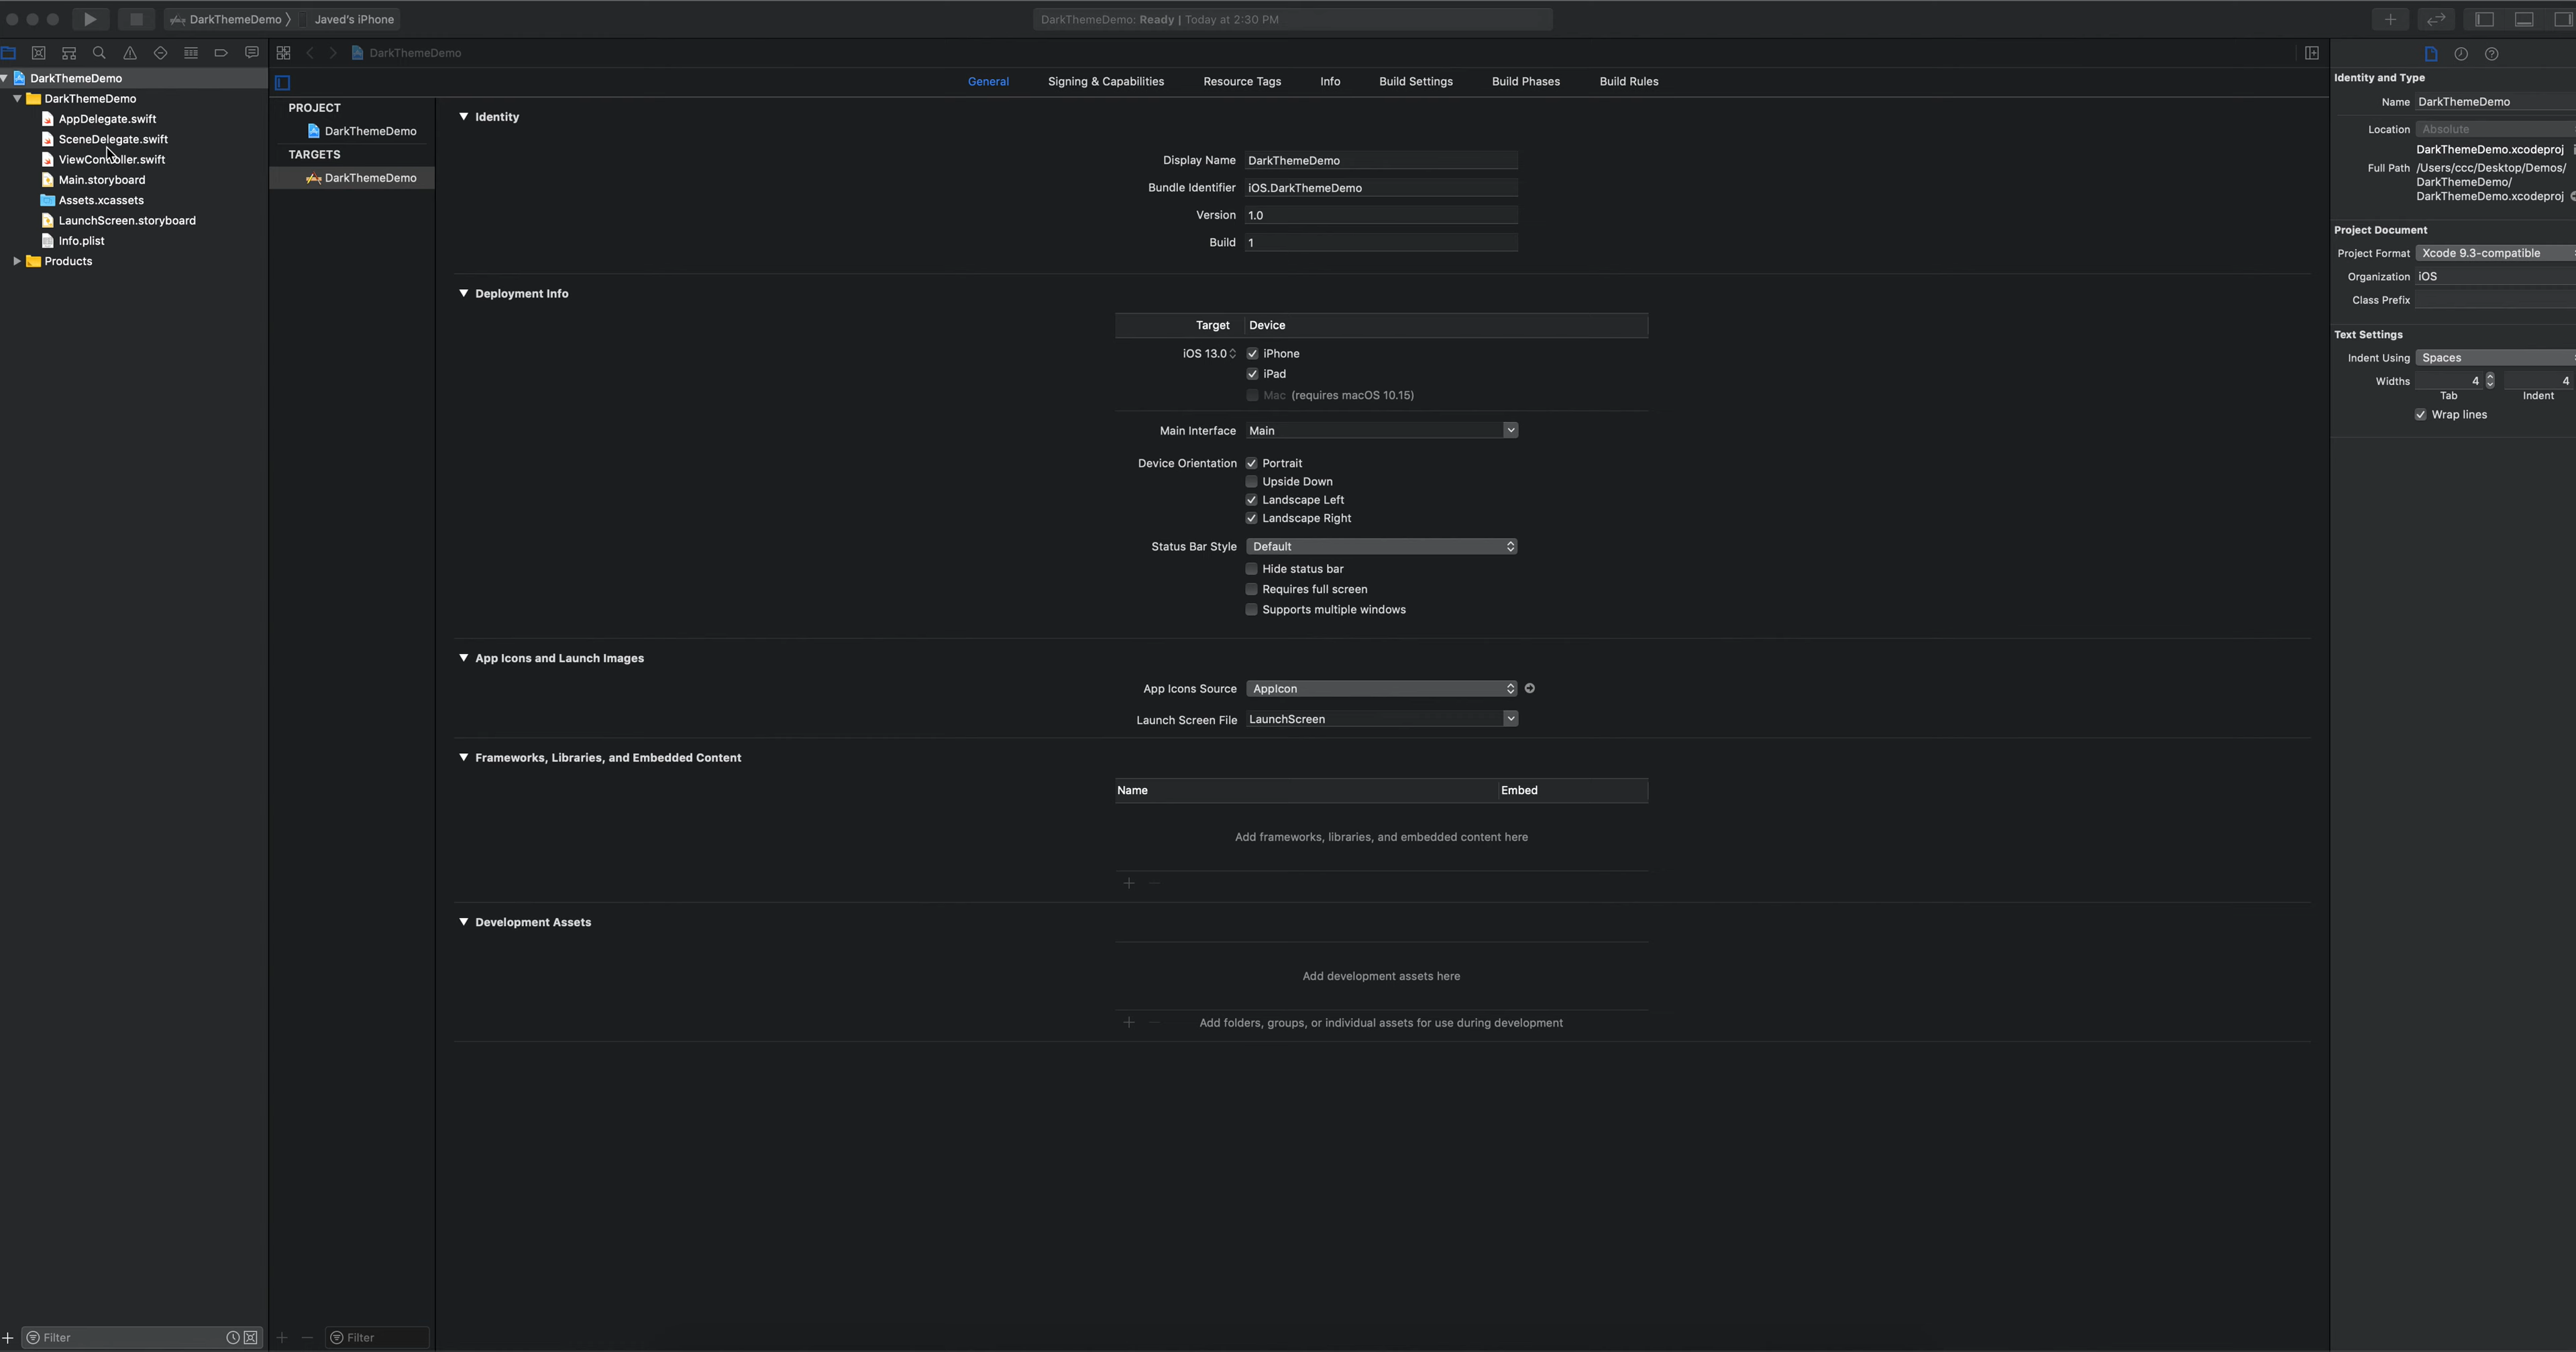 DarkThemeDemo 〉 Javed's iPhone
DarkThemeDemo: Ready | Today at 2:30 PM
DarkThemeDemo
DarkThemeDemo
DarkThemeDemo
AppDelegate.swift
SceneDelegate.swift
ViewController.swift
Main.storyboard
Assets.xcassets
LaunchScreen.storyboard
Info.plist
Products
Filter
General Signing & Capabilities Resource Tags Info Build Settings Build Phases Build Rules
PROJECT
DarkThemeDemo
TARGETS
DarkThemeDemo
Filter
Identity
Display Name DarkThemeDemo
Bundle Identifier iOS.DarkThemeDemo
Version 1.0
Build 1
Deployment Info
Target Device
iOS 13.0 iPhone
iPad
Mac (requires macOS 10.15)
Main Interface Main
Device Orientation Portrait
Upside Down
Landscape Left
Landscape Right
Status Bar Style Default
Hide status bar
Requires full screen
Supports multiple windows
App Icons and Launch Images
App Icons Source AppIcon
Launch Screen File LaunchScreen
Frameworks, Libraries, and Embedded Content
Name Embed
Add frameworks, libraries, and embedded content here
Development Assets
Add development assets here
Add folders, groups, or individual assets for use during development
Identity and Type
Name DarkThemeDemo
Location Absolute
DarkThemeDemo.xcodeproj
Full Path /Users/ccc/Desktop/Demos/
DarkThemeDemo/
DarkThemeDemo.xcodeproj
Project Document
Project Format Xcode 9.3-compatible
Organization iOS
Class Prefix
Text Settings
Indent Using Spaces
Widths 4 4
Tab Indent
Wrap lines